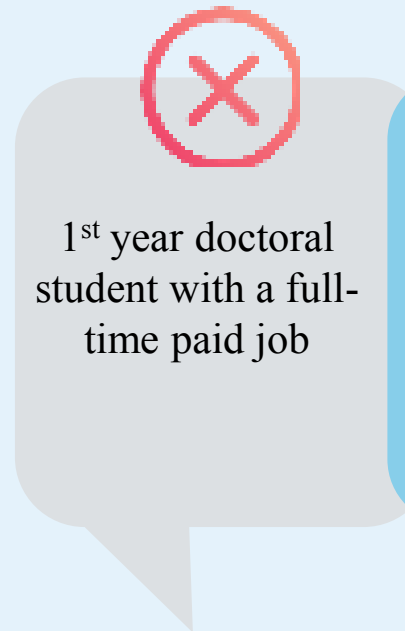 1st year doctoral
student with a full-
time paid job